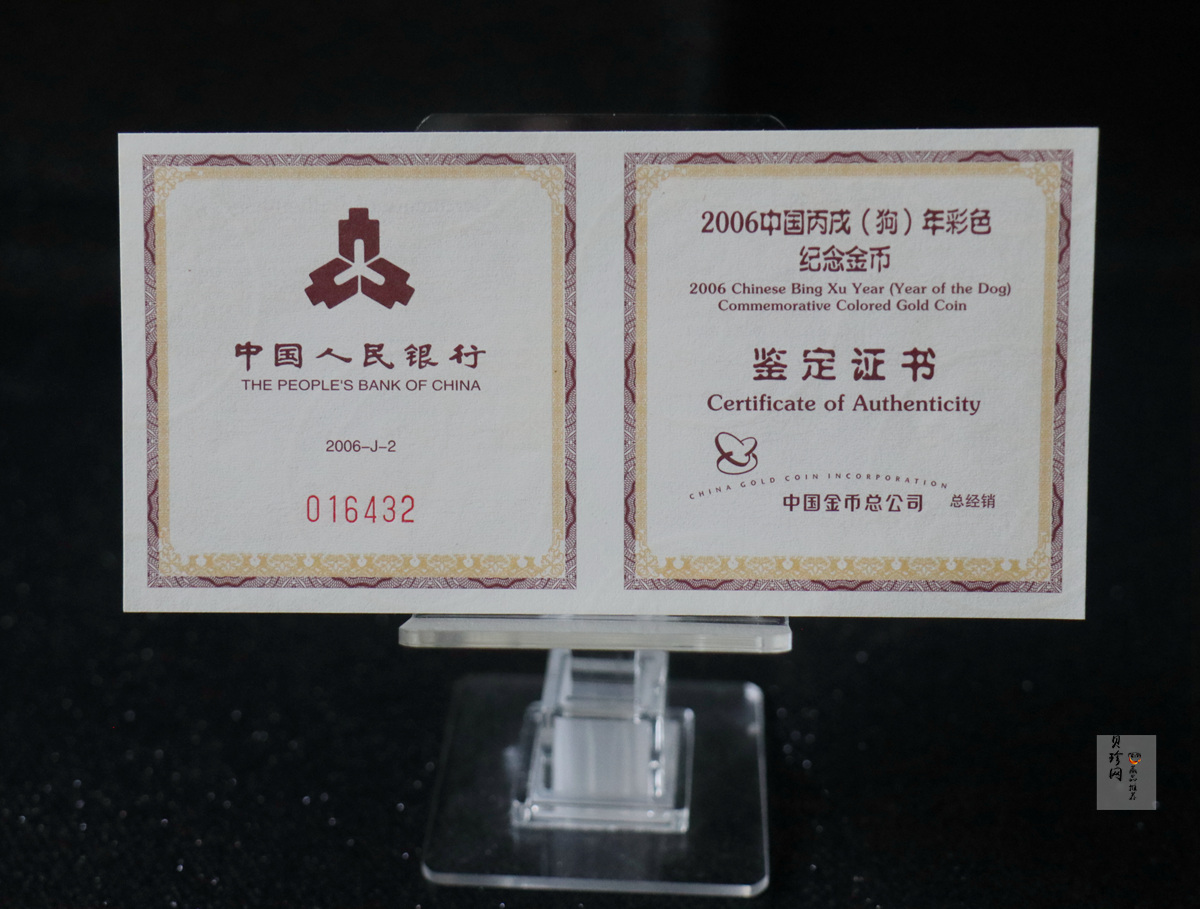 中国人民银行
THE PEOPLE'S BANK OF CHINA
2006-J-2
016432
2006中国丙戌（狗）年彩色
纪念金币
2006 Chinese Bing Xu Year (Year of the Dog)
Commemorative Colored Gold Coin
鉴定证书
Certificate of Authenticity
CHINA GOLD COIN INCORPORATION
中国金币总公司 总经销
贝珍网